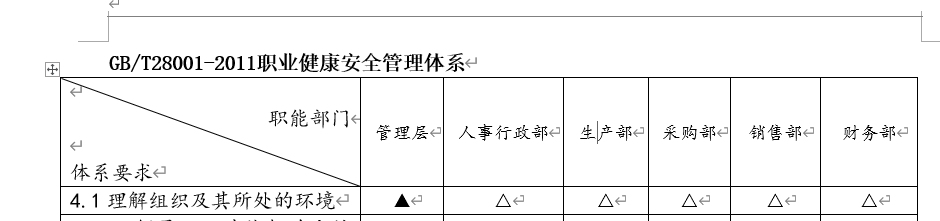 GB/T28001-2011职业健康安全管理体系
职能部门
体系要求
管理层 人事行政部 生产部 采购部 销售部 财务部
4.1 理解组织及其所处的环境 ▲ △ △ △ △ △